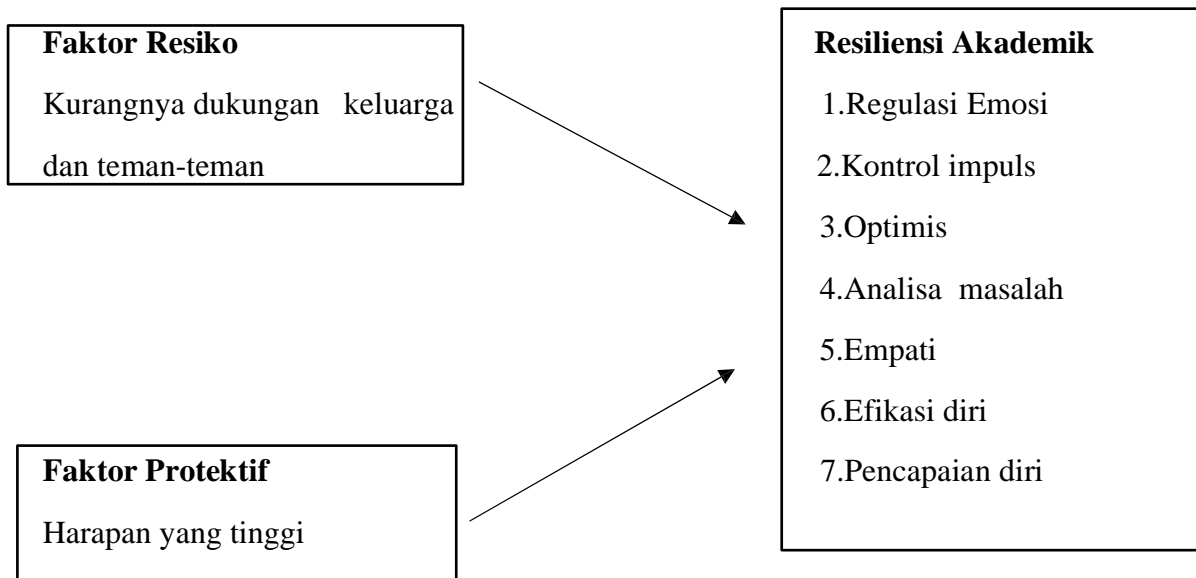 Faktor Resiko
Kurangnya dukungan keluarga
dan teman-teman
Resiliensi Akademik
1.Regulasi Emosi
2.Kontrol impuls
3.Optimis
4.Analisa masalah
5.Empati
6.Efikasi diri
7.Pencapaian diri
Faktor Protektif
Harapan yang tinggi